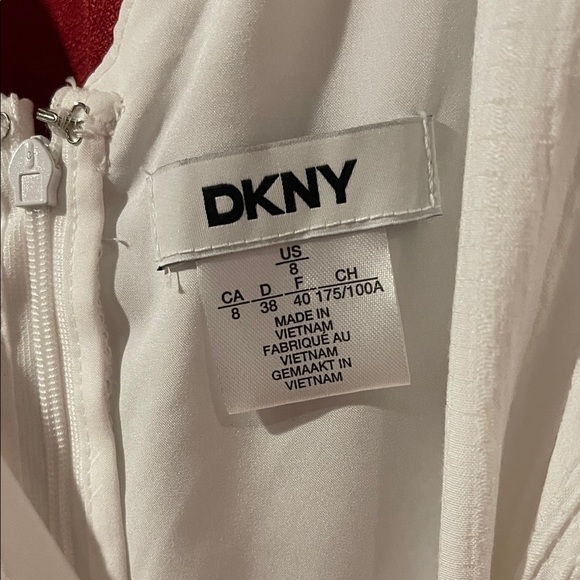 DKNY
US
8
CA D F CH
8 38 40 175/100A
MADE IN
VIETNAM
FABRIQUÉ AU
VIETNAM
GEMAAKT IN
VIETNAM